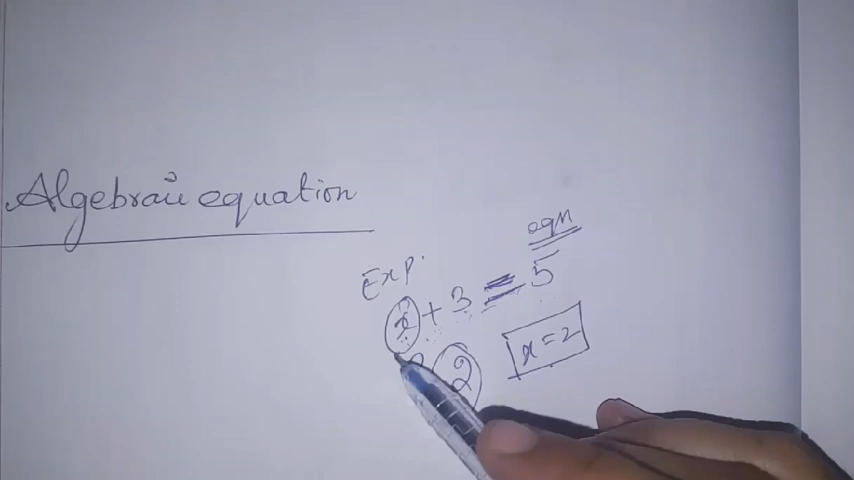 Algebraic equation
eqn
Exp.
x + 3 = 5
x = 2
2